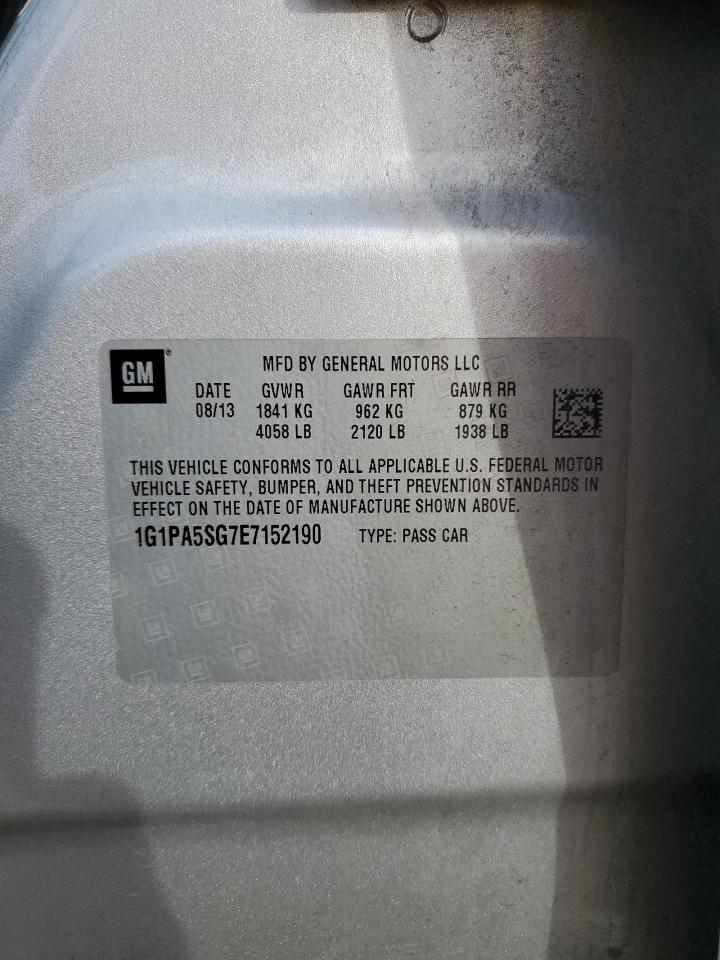 GM®
MFD BY GENERAL MOTORS LLC
DATE GVWR GAWR FRT GAWR RR
08/13 1841 KG 962 KG 879 KG
4058 LB 2120 LB 1938 LB
THIS VEHICLE CONFORMS TO ALL APPLICABLE U.S. FEDERAL MOTOR
VEHICLE SAFETY, BUMPER, AND THEFT PREVENTION STANDARDS IN
EFFECT ON THE DATE OF MANUFACTURE SHOWN ABOVE.
1G1PA5SG7E7152190 TYPE: PASS CAR